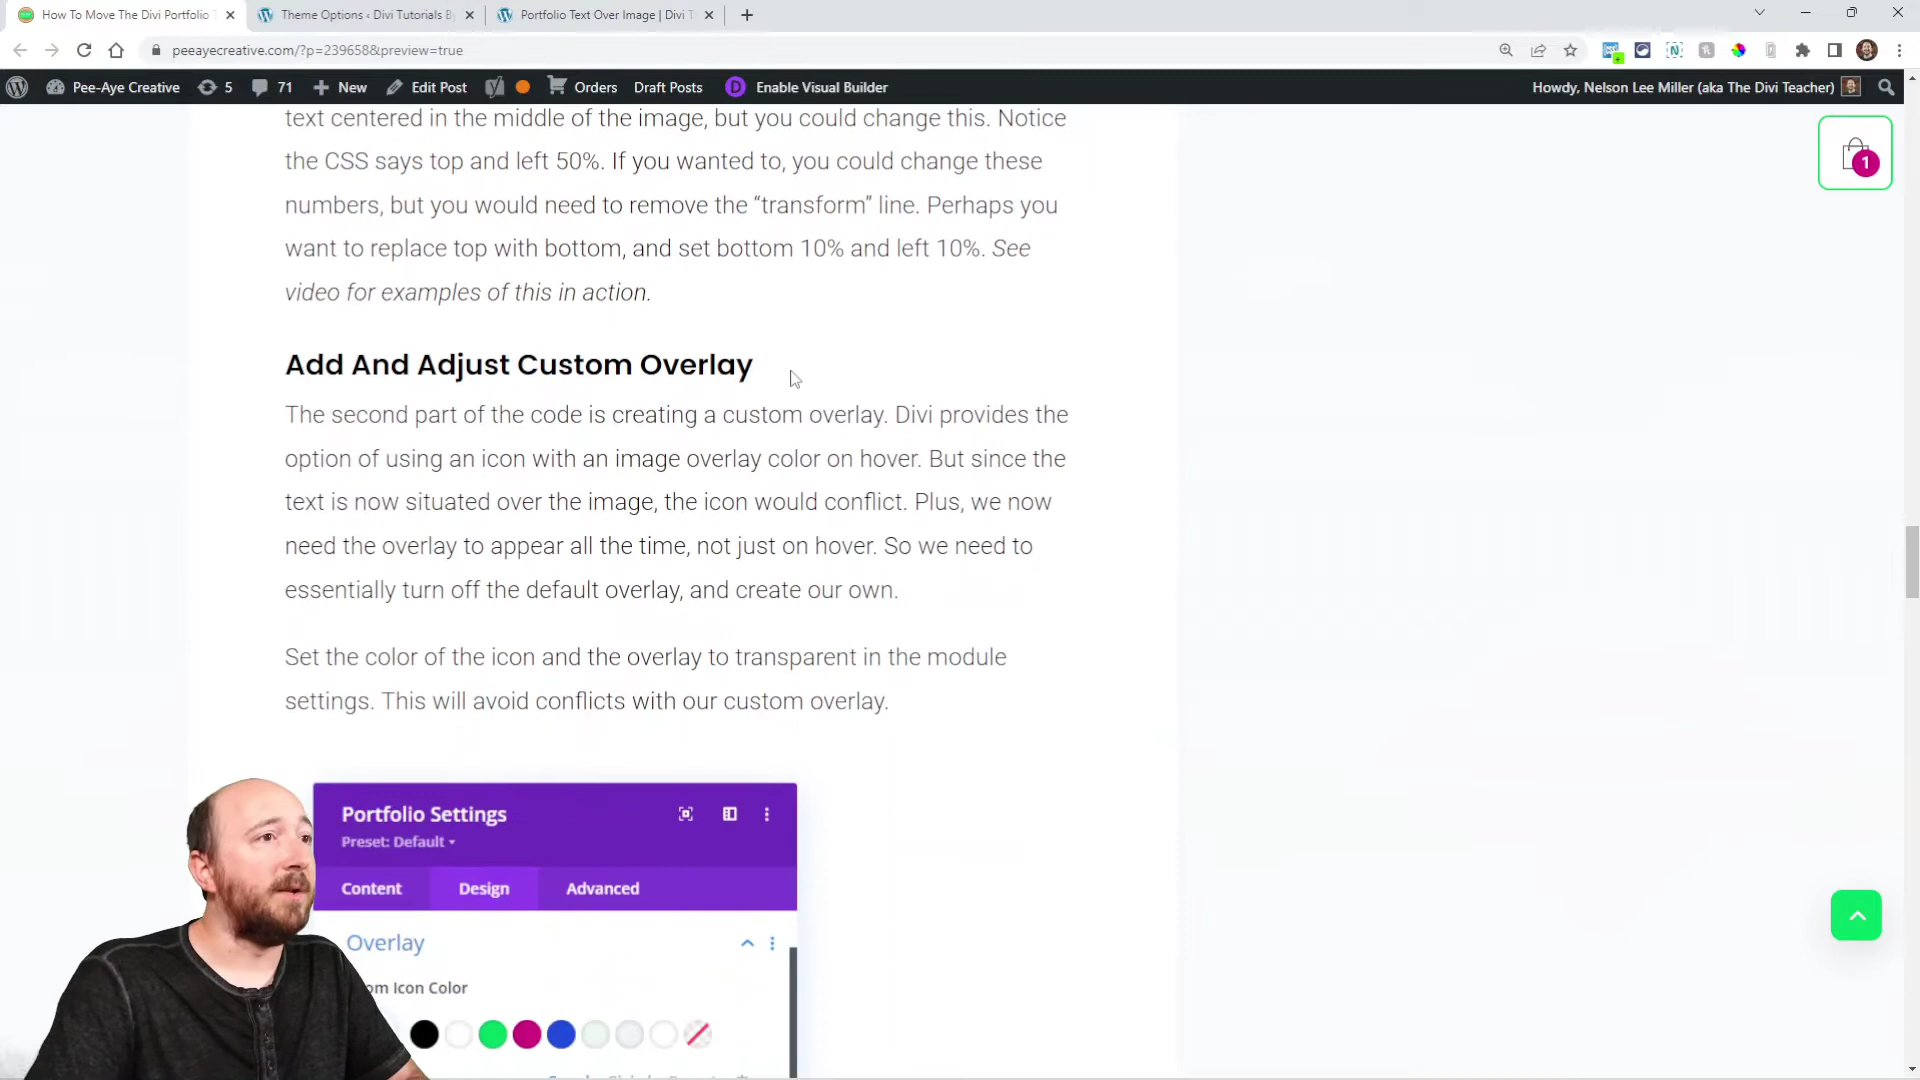 How To Move The Divi Portfolio T
Theme Options ‹ Divi Tutorials By
Portfolio Text Over Image | Divi T
peeayecreative.com/?p=239658&preview=true
Pee-Aye Creative
5
71
New
Edit Post
Orders
Draft Posts
D
Enable Visual Builder
Howdy, Nelson Lee Miller (aka The Divi Teacher)
1
text centered in the middle of the image, but you could change this. Notice
the CSS says top and left 50%. If you wanted to, you could change these
numbers, but you would need to remove the “transform” line. Perhaps you
want to replace top with bottom, and set bottom 10% and left 10%. See
video for examples of this in action.
Add And Adjust Custom Overlay
The second part of the code is creating a custom overlay. Divi provides the
option of using an icon with an image overlay color on hover. But since the
text is now situated over the image, the icon would conflict. Plus, we now
need the overlay to appear all the time, not just on hover. So we need to
essentially turn off the default overlay, and create our own.
Set the color of the icon and the overlay to transparent in the module
settings. This will avoid conflicts with our custom overlay.
Portfolio Settings
Preset: Default
Content
Design
Advanced
Overlay
Icon Color